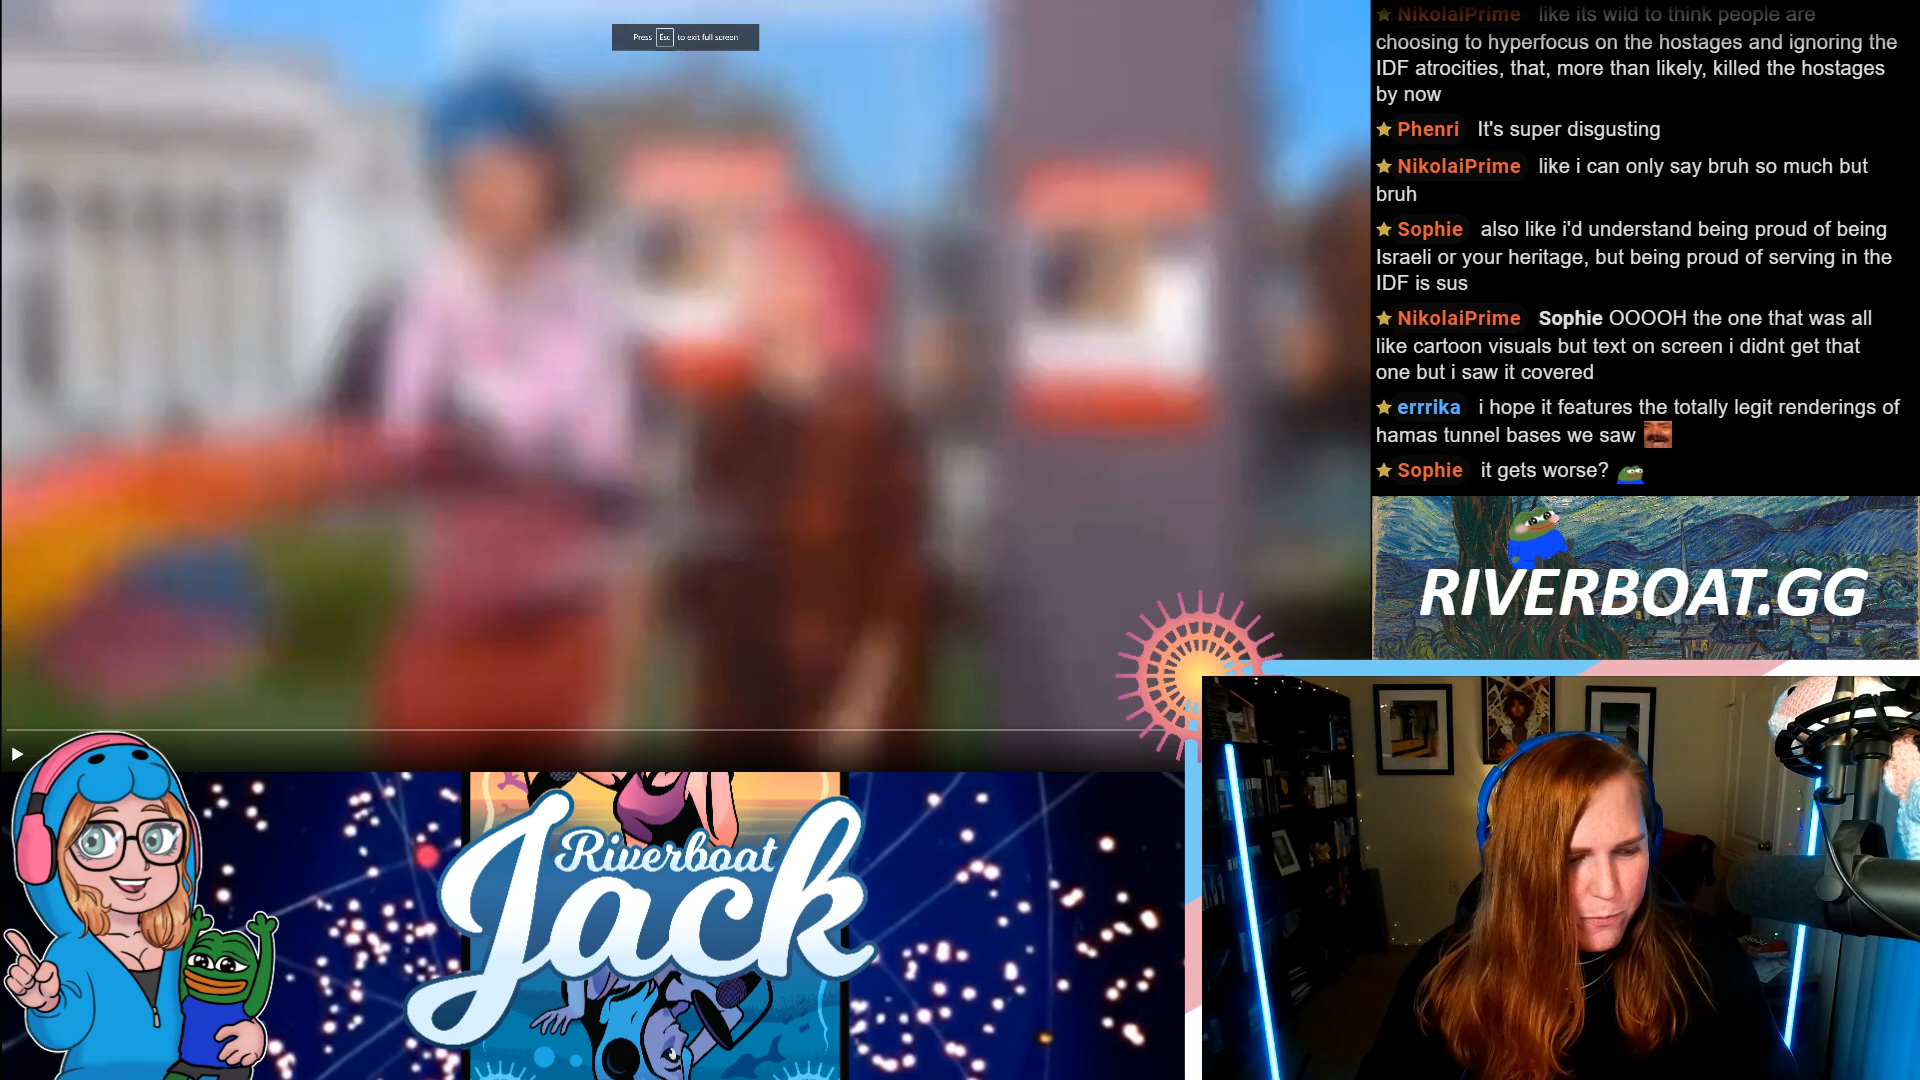 Press Esc to exit full screen
NikolaiPrime like its wild to think people are
choosing to hyperfocus on the hostages and ignoring the
IDF atrocities, that, more than likely, killed the hostages
by now
Phenri It's super disgusting
NikolaiPrime like i can only say bruh so much but
bruh
Sophie also like i'd understand being proud of being
Israeli or your heritage, but being proud of serving in the
IDF is sus
NikolaiPrime Sophie OOOOH the one that was all
like cartoon visuals but text on screen i didnt get that
one but i saw it covered
errrika i hope it features the totally legit renderings of
hamas tunnel bases we saw
Sophie it gets worse?
RIVERBOAT.GG
Riverboat
Jack